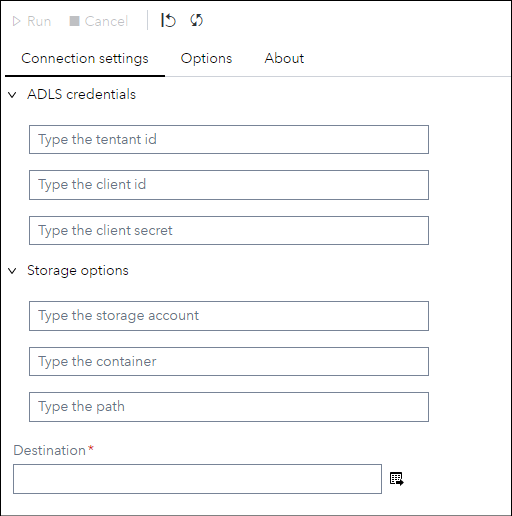 Run Cancel
Connection settings Options About
ADLS credentials
Type the tentant id
Type the client id
Type the client secret
Storage options
Type the storage account
Type the container
Type the path
Destination*